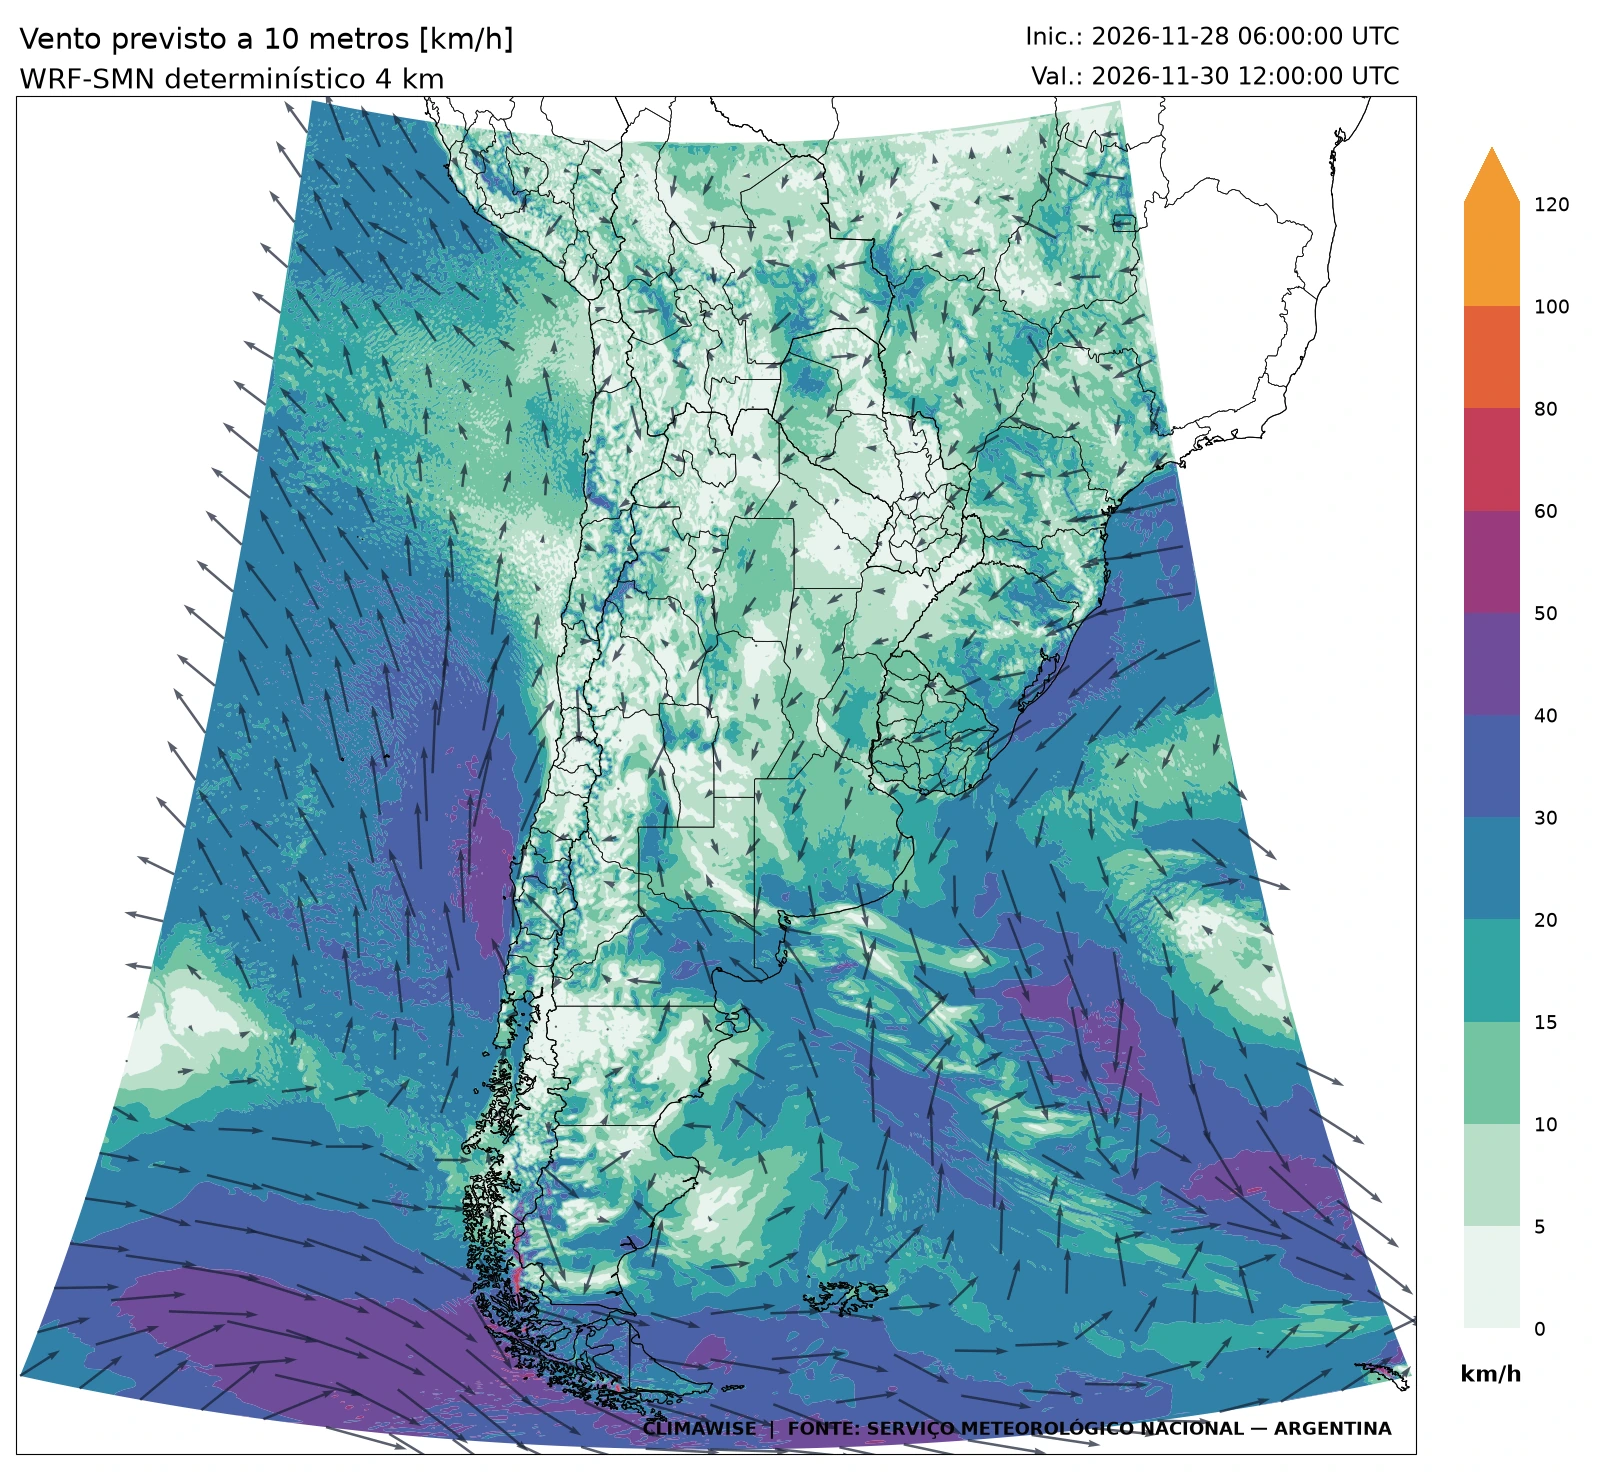 Vento previsto a 10 metros [km/h]
WRF-SMN determinístico 4 km
Inic.: 2026-11-28 06:00:00 UTC
Val.: 2026-11-30 12:00:00 UTC
120
100
80
60
50
40
30
20
15
10
5
0
km/h
CLIMAWISE | FONTE: SERVIÇO METEOROLÓGICO NACIONAL — ARGENTINA